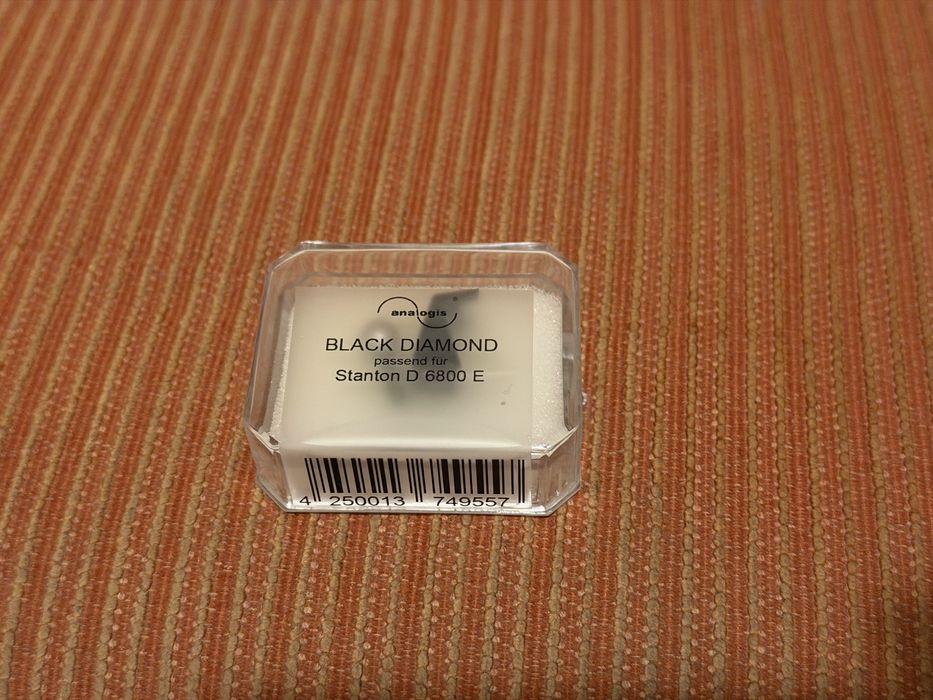 analogis
BLACK DIAMOND
passend für
Stanton D 6800 E
4 250013 749557